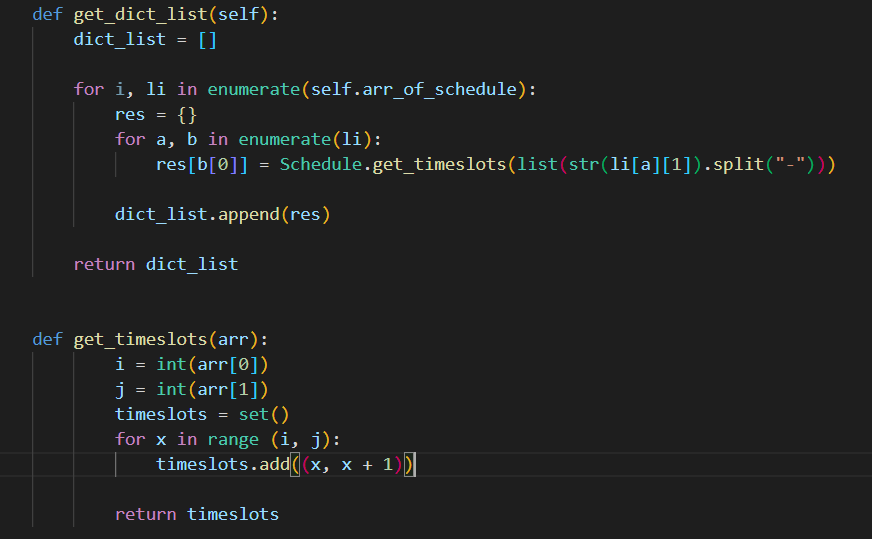 def get_dict_list(self):
dict_list = []
for i, li in enumerate(self.arr_of_schedule):
res = {}
for a, b in enumerate(li):
res[b[0]] = Schedule.get_timeslots(list(str(li[a][1]).split("-")))
dict_list.append(res)
return dict_list
def get_timeslots(arr):
i = int(arr[0])
j = int(arr[1])
timeslots = set()
for x in range (i, j):
timeslots.add((x, x + 1))
return timeslots